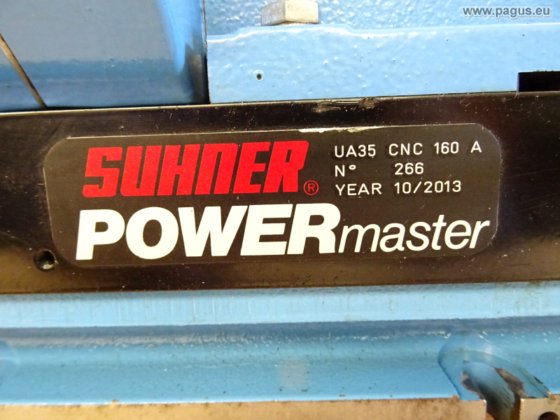 www.pagus.eu
SUHNER®
UA35 CNC 160 A
N° 266
YEAR 10/2013
POWERmaster